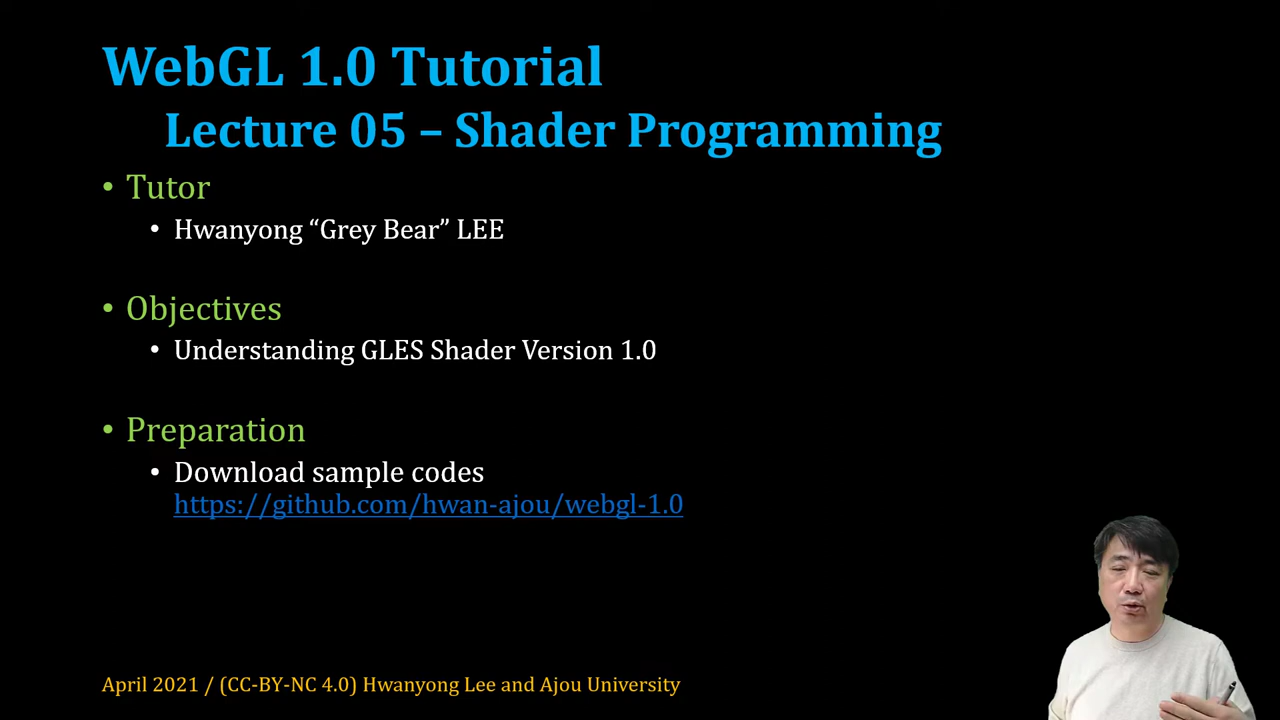 WebGL 1.0 Tutorial
Lecture 05 – Shader Programming
• Tutor
• Hwanyong “Grey Bear” LEE
• Objectives
• Understanding GLES Shader Version 1.0
• Preparation
• Download sample codes
https://github.com/hwan-ajou/webgl-1.0
April 2021 / (CC-BY-NC 4.0) Hwanyong Lee and Ajou University